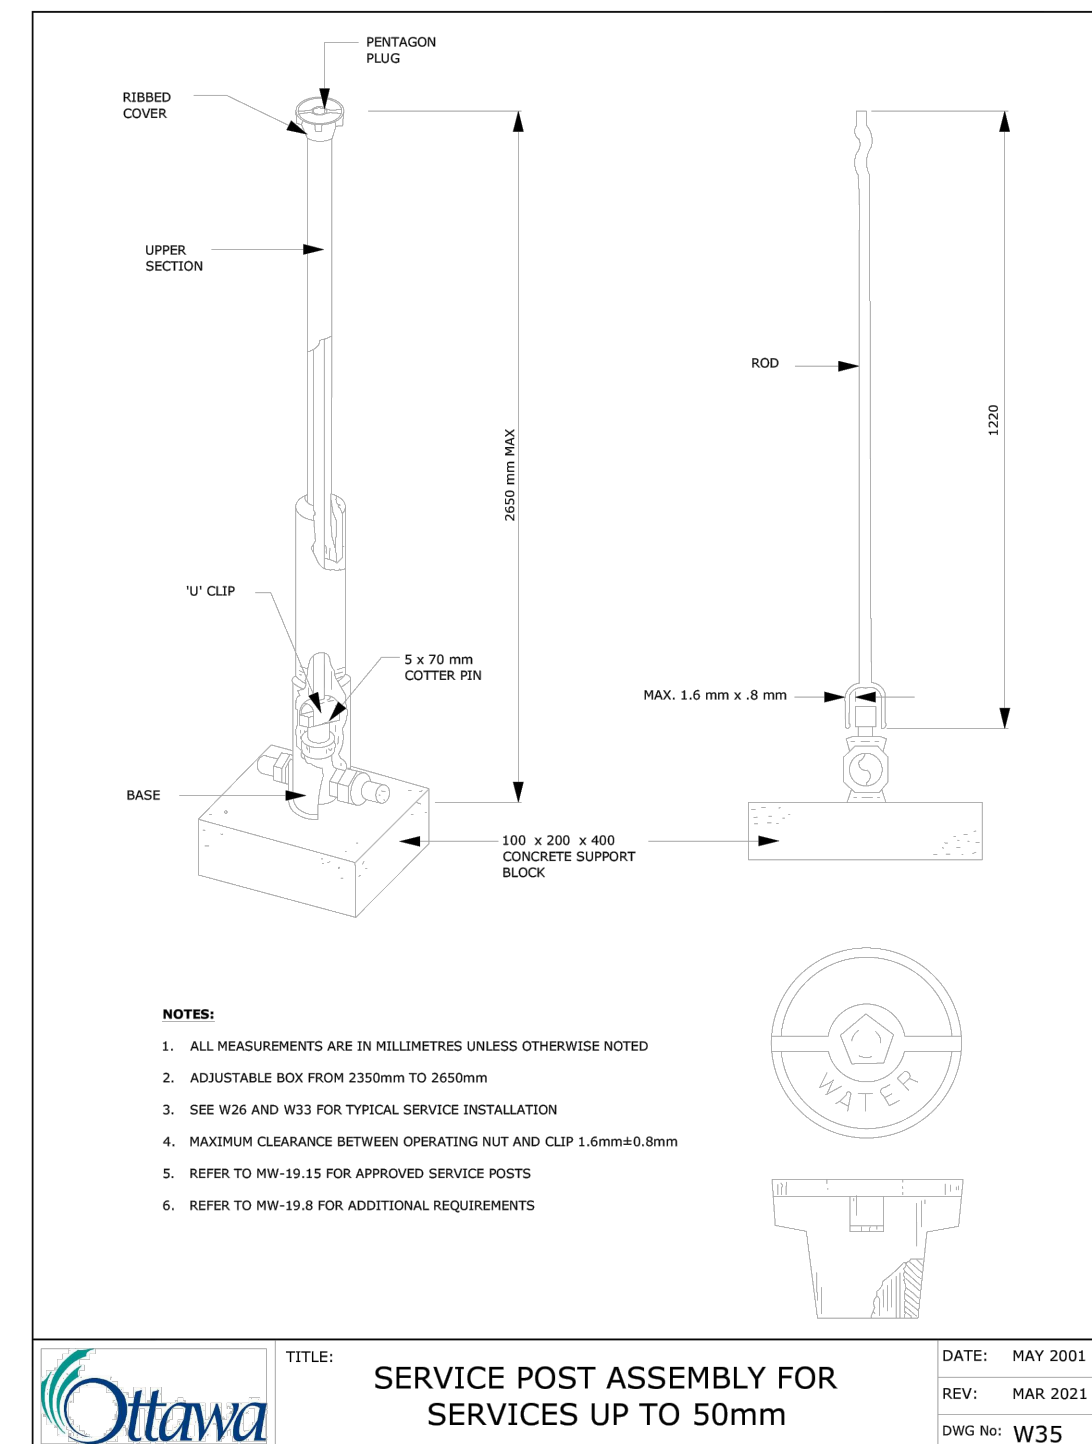 PENTAGON
PLUG
RIBBED
COVER
UPPER
SECTION
ROD
1220
2650 mm MAX
'U' CLIP
5 x 70 mm
COTTER PIN
MAX. 1.6 mm x .8 mm
BASE
100 x 200 x 400
CONCRETE SUPPORT
BLOCK
WATER
NOTES:
1. ALL MEASUREMENTS ARE IN MILLIMETRES UNLESS OTHERWISE NOTED
2. ADJUSTABLE BOX FROM 2350mm TO 2650mm
3. SEE W26 AND W33 FOR TYPICAL SERVICE INSTALLATION
4. MAXIMUM CLEARANCE BETWEEN OPERATING NUT AND CLIP 1.6mm±0.8mm
5. REFER TO MW-19.15 FOR APPROVED SERVICE POSTS
6. REFER TO MW-19.8 FOR ADDITIONAL REQUIREMENTS
Ottawa
TITLE:
SERVICE POST ASSEMBLY FOR
SERVICES UP TO 50mm
DATE: MAY 2001
REV: MAR 2021
DWG No: W35